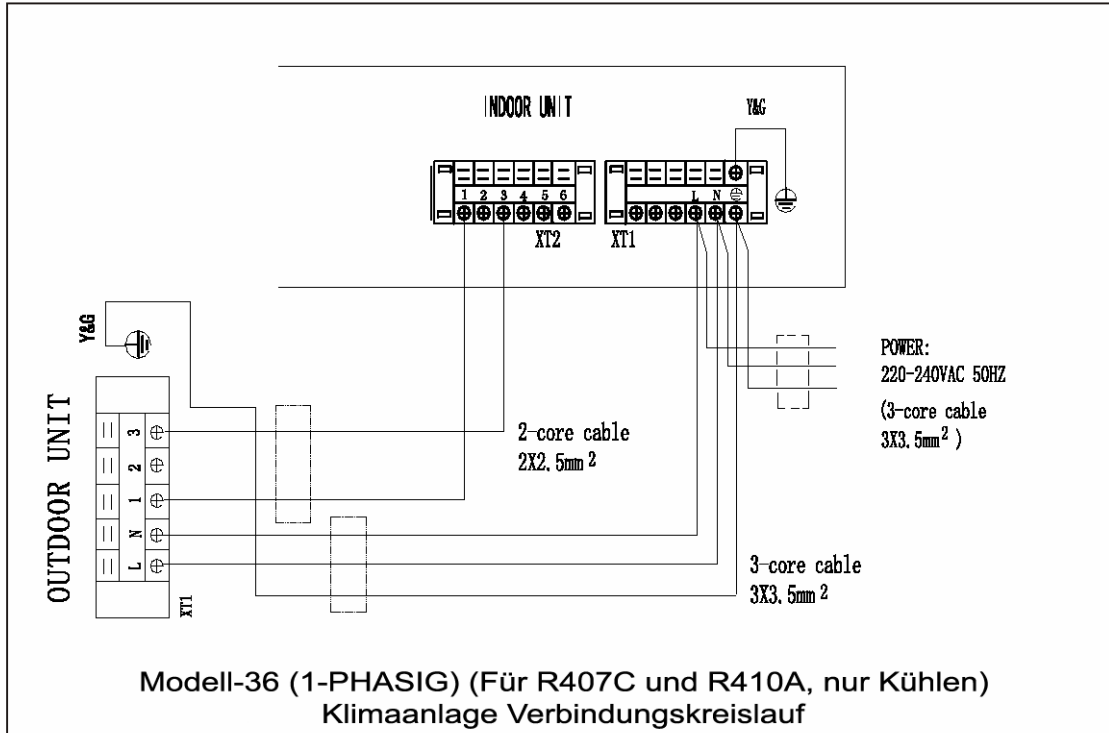 INDOOR UNIT
Y&G
1 2 3 4 5 6
L N
XT2
XT1
Y&G
OUTDOOR UNIT
3
2
1
N
L
XT1
POWER:
220-240VAC 50HZ
(3-core cable
3X3.5mm2 )
2-core cable
2X2.5mm2
3-core cable
3X3.5mm2
Modell-36 (1-PHASIG) (Für R407C und R410A, nur Kühlen)
Klimaanlage Verbindungskreislauf